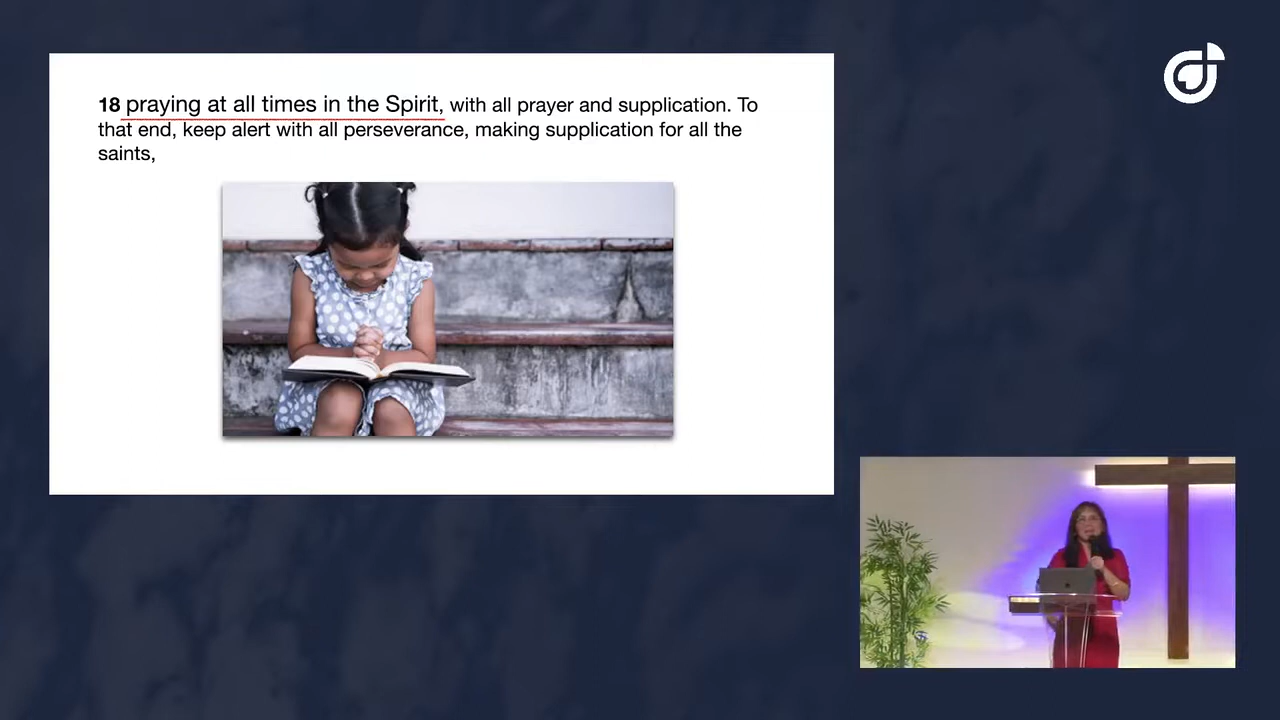 18 praying at all times in the Spirit, with all prayer and supplication. To
that end, keep alert with all perseverance, making supplication for all the
saints,